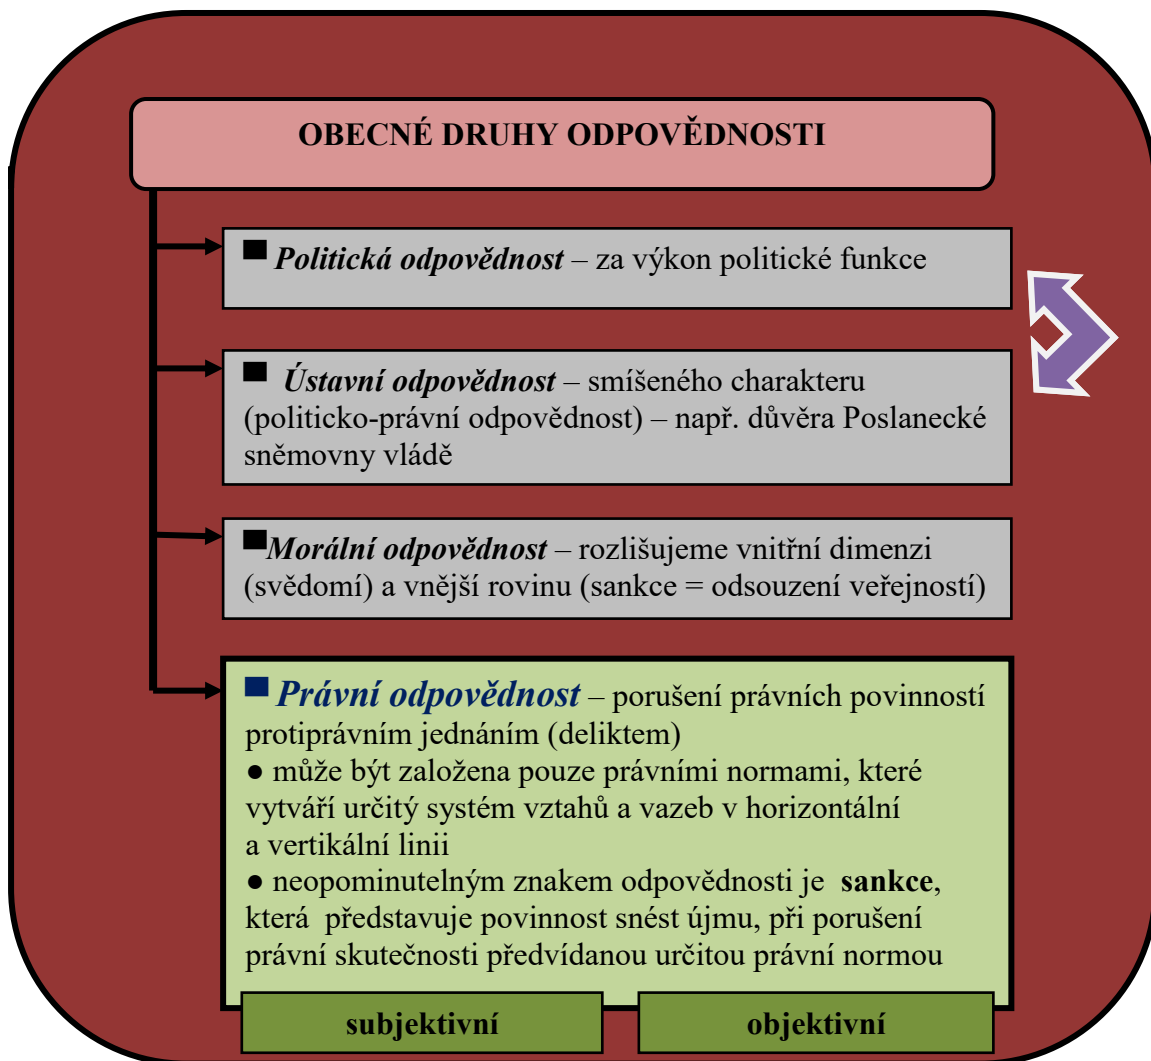 OBECNÉ DRUHY ODPOVĚDNOSTI
▀ Politická odpovědnost – za výkon politické funkce
▀ Ústavní odpovědnost – smíšeného charakteru
(politicko-právní odpovědnost) – např. důvěra Poslanecké
sněmovny vládě
▀Morální odpovědnost – rozlišujeme vnitřní dimenzi
(svědomí) a vnější rovinu (sankce = odsouzení veřejností)
▀ Právní odpovědnost – porušení právních povinností
protiprávním jednáním (deliktem)
● může být založena pouze právními normami, které
vytváří určitý systém vztahů a vazeb v horizontální
a vertikální linii
● neopominutelným znakem odpovědnosti je sankce,
která představuje povinnost snést újmu, při porušení
právní skutečnosti předvídanou určitou právní normou
subjektivní
objektivní